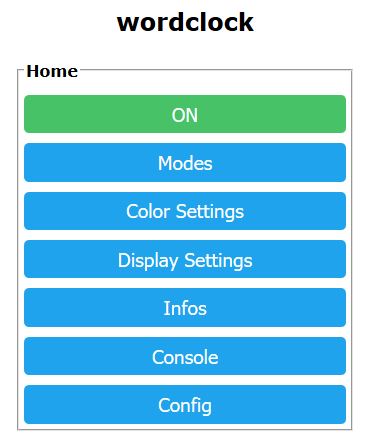 wordclock
Home
ON
Modes
Color Settings
Display Settings
Infos
Console
Config